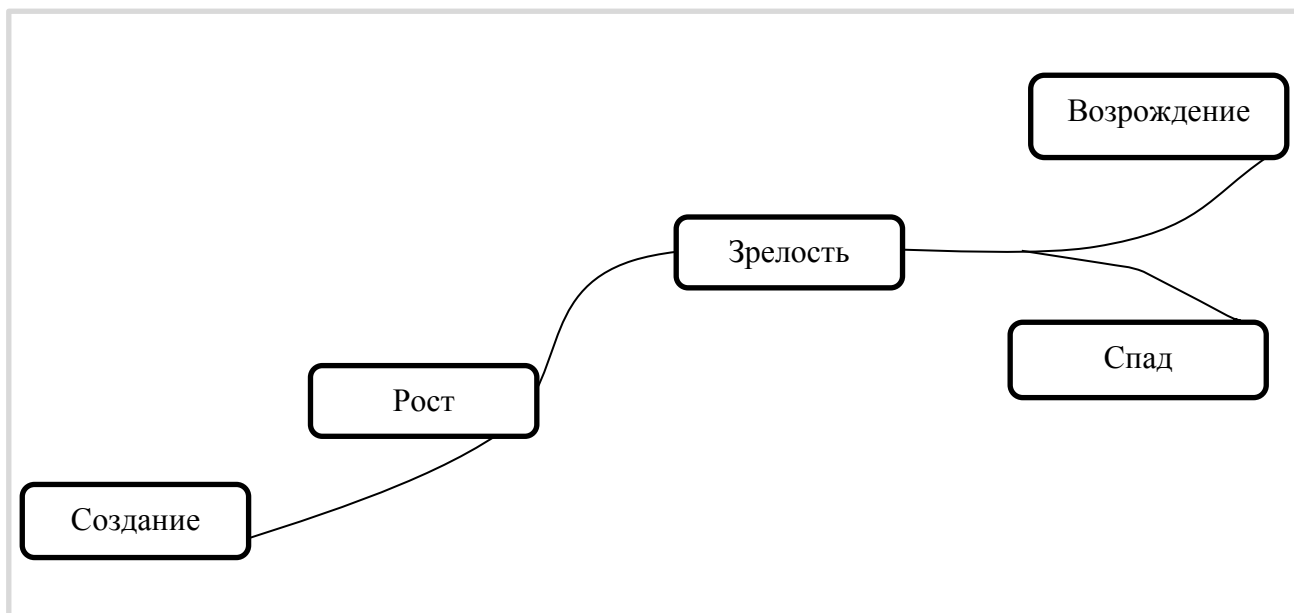 Возрождение
Зрелость
Спад
Рост
Создание